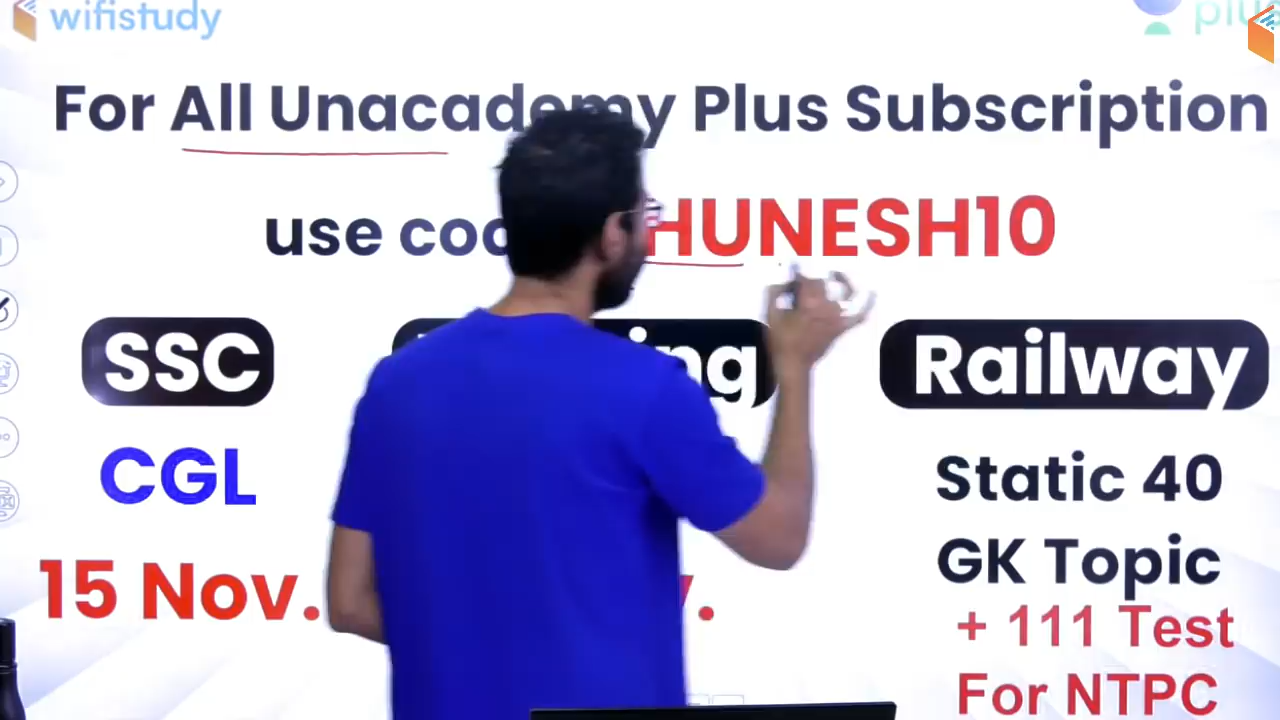 wifistudy
plus
For All Unacademy Plus Subscription
use HUNESH10
SSC
Railway
CGL
Static 40
15 Nov.
GK Topic
+ 111 Test
For NTPC